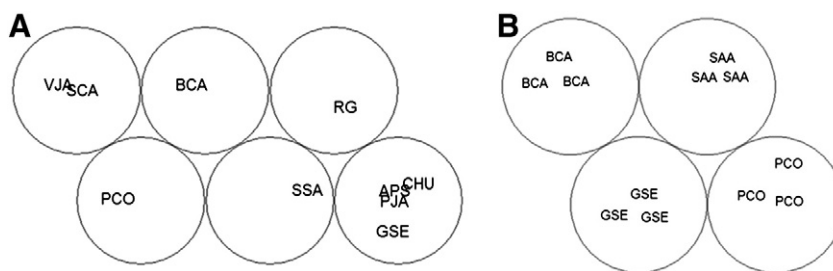 A
VJA SCA BCA RG
PCO SSA APS CHU
PJA
GSE
B
BCA SAA
BCA BCA SAA SAA
PCO
GSE PCO
GSE GSE PCO